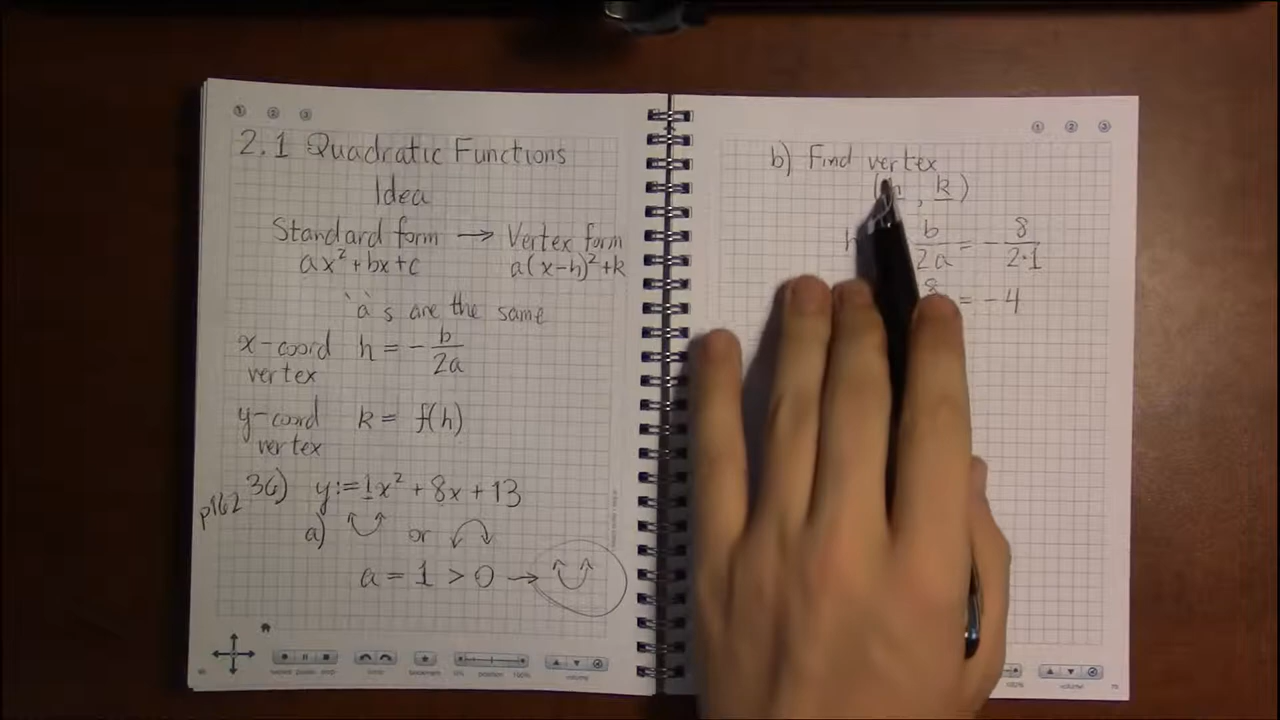 2.1 Quadratic Functions
Idea
Standard form → Vertex form
ax²+bx+c a(x-h)²+k
'a's are the same
x-coord h = - b/2a
vertex
y-coord k = f(h)
vertex
p162 36) y:=1x² + 8x + 13
a) or
a = 1 > 0 →
b) Find vertex
( , k )
h b/2a = - 8/2·1
8 = -4